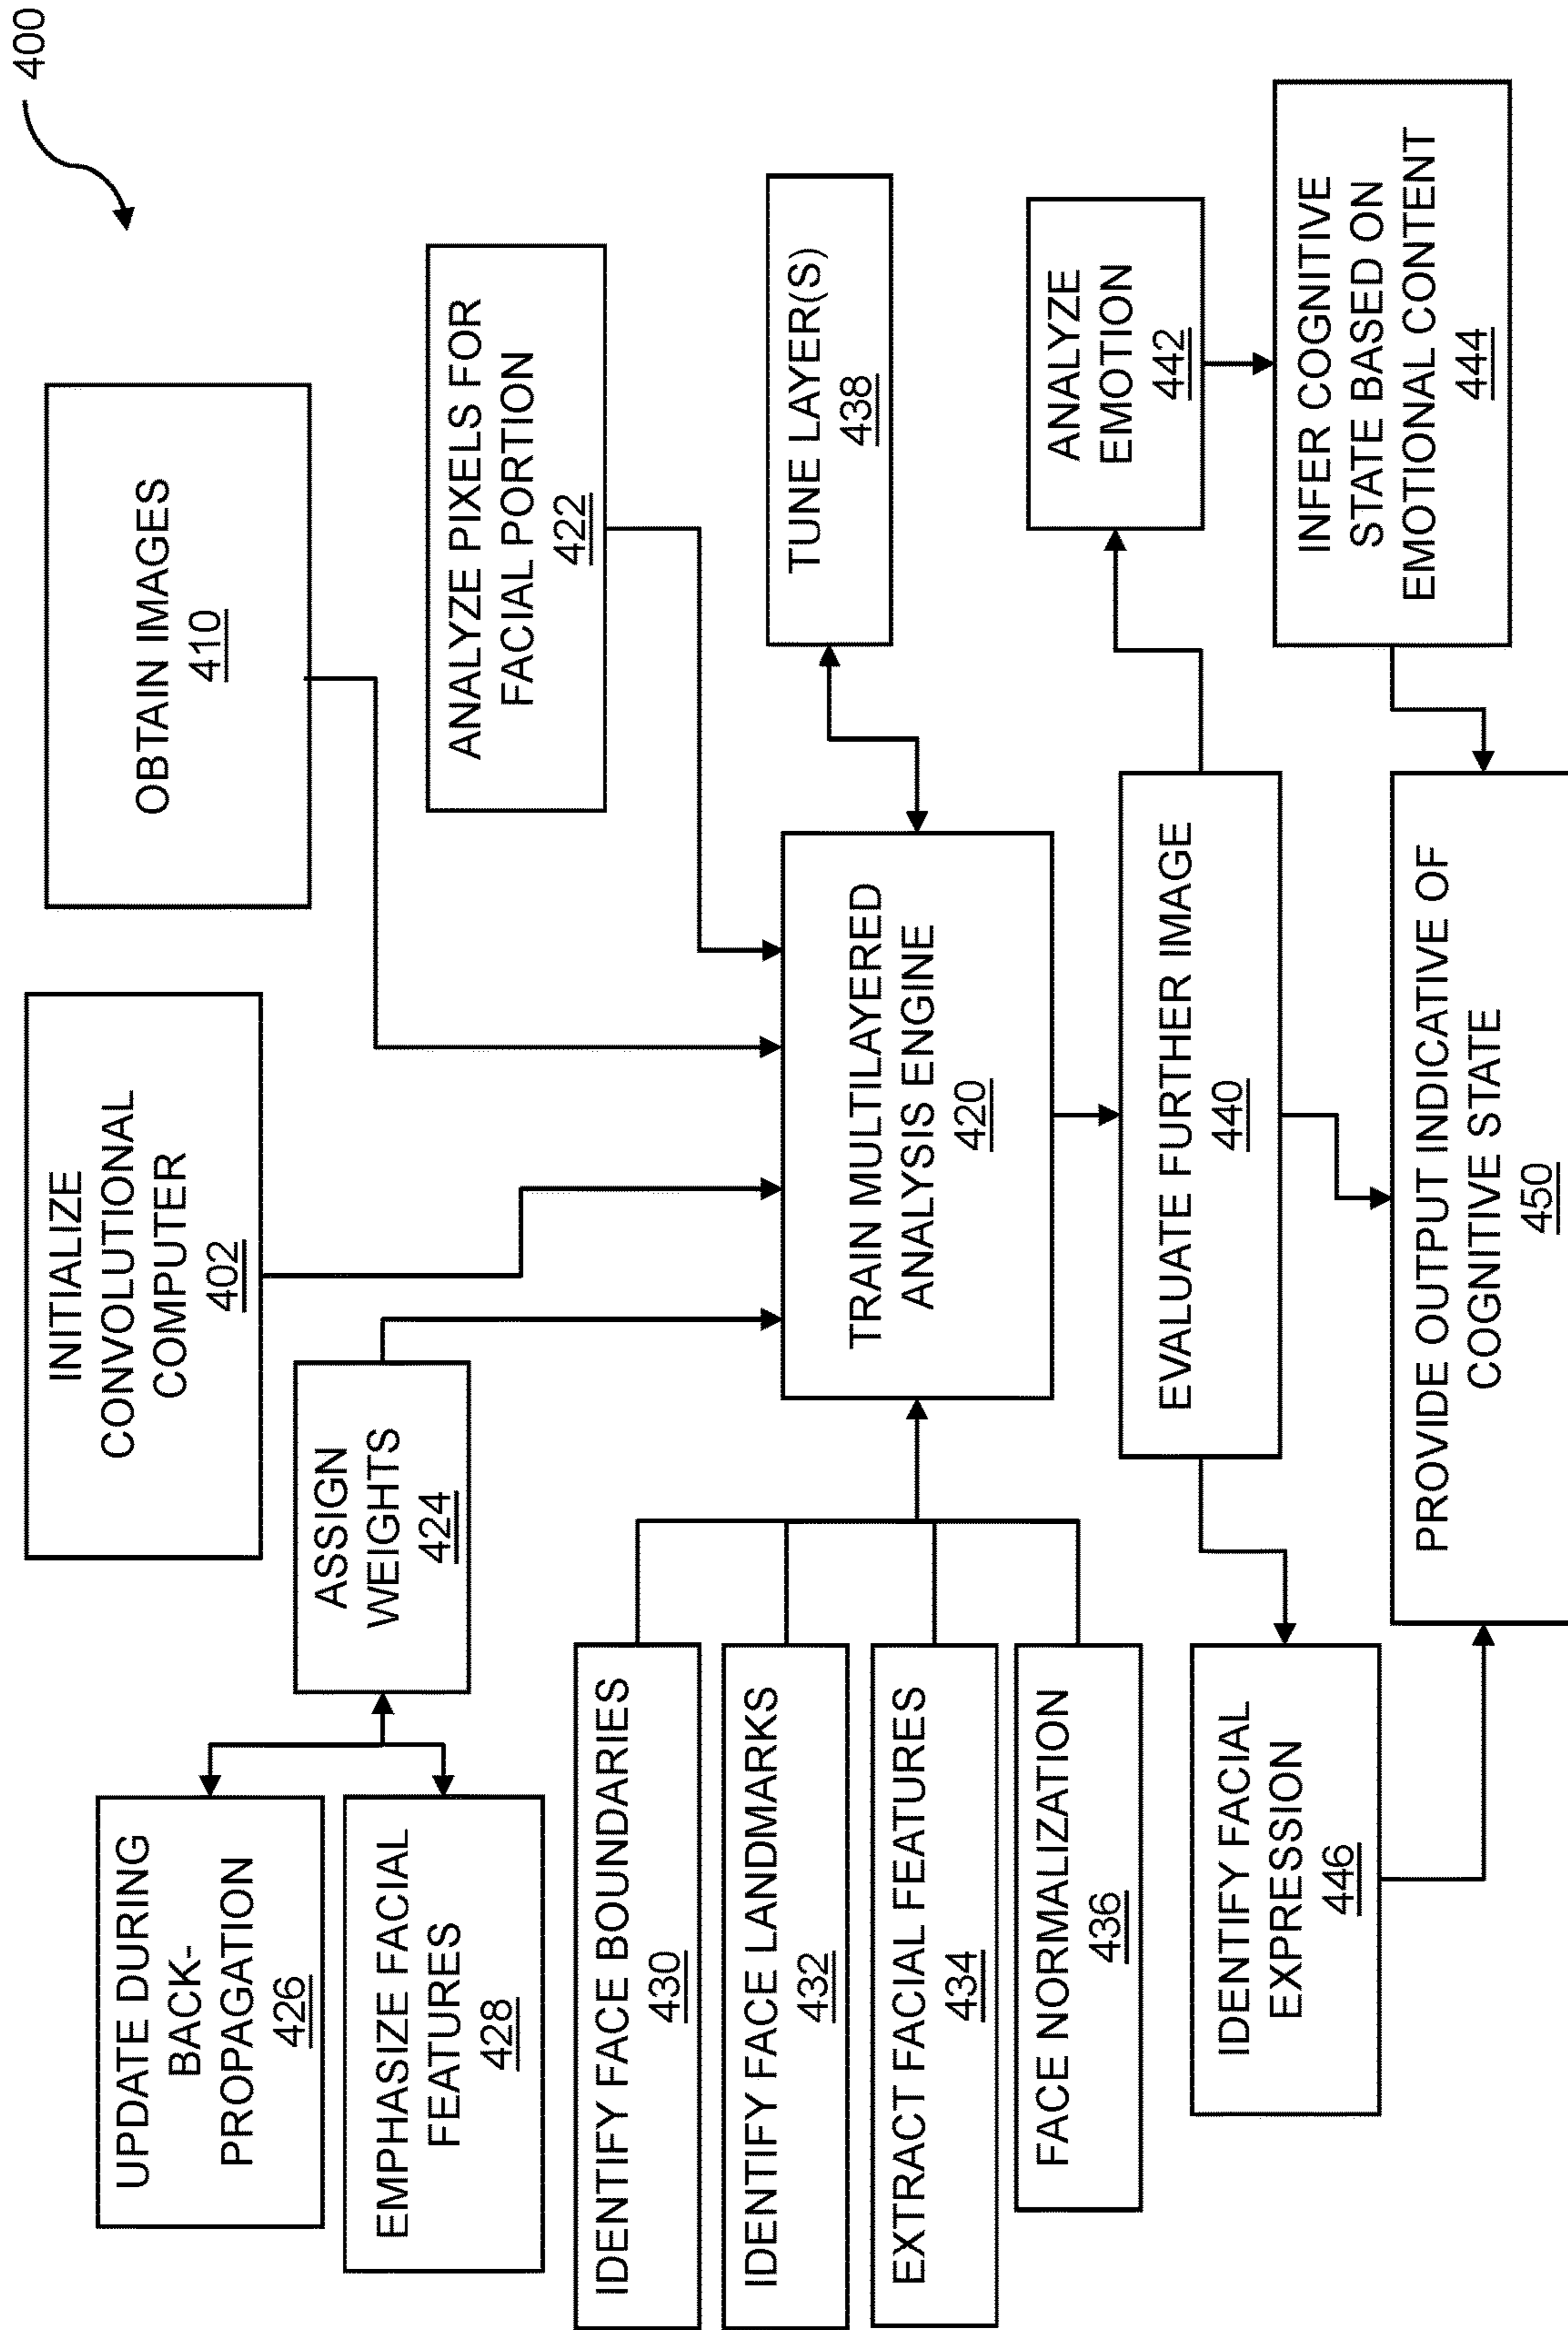 400
INITIALIZE
CONVOLUTIONAL
COMPUTER
402
OBTAIN IMAGES
410
UPDATE DURING
BACK-
PROPAGATION
426
EMPHASIZE FACIAL
FEATURES
428
ASSIGN
WEIGHTS
424
ANALYZE PIXELS FOR
FACIAL PORTION
422
IDENTIFY FACE BOUNDARIES
430
IDENTIFY FACE LANDMARKS
432
EXTRACT FACIAL FEATURES
434
FACE NORMALIZATION
436
TRAIN MULTILAYERED
ANALYSIS ENGINE
420
TUNE LAYER(S)
438
EVALUATE FURTHER IMAGE
440
ANALYZE
EMOTION
442
IDENTIFY FACIAL
EXPRESSION
446
INFER COGNITIVE
STATE BASED ON
EMOTIONAL CONTENT
444
PROVIDE OUTPUT INDICATIVE OF
COGNITIVE STATE
450